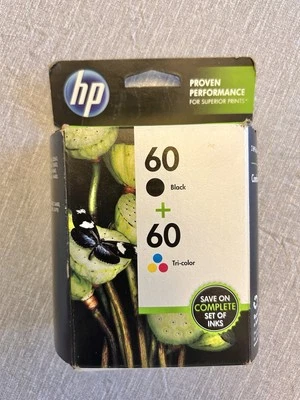 hp
PROVEN
PERFORMANCE
FOR SUPERIOR PRINTS
60
Black
+
60
Tri-color
SAVE ON
COMPLETE
SET OF
INKS